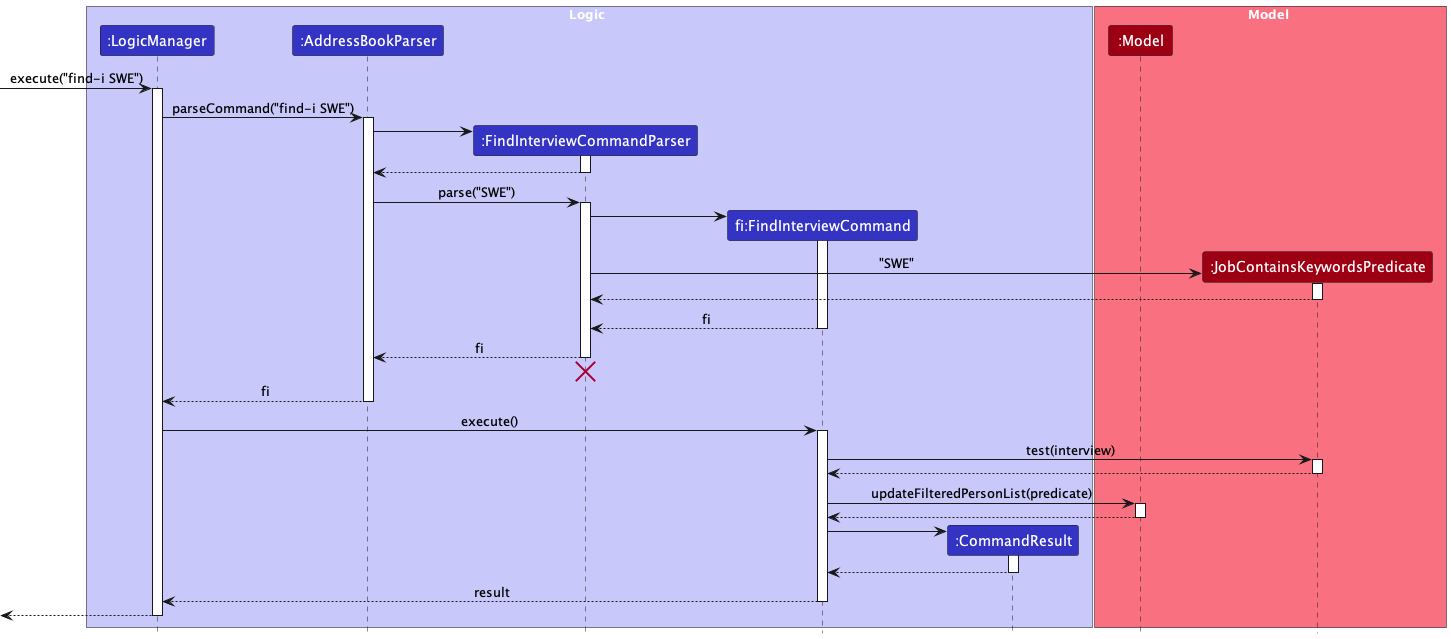 Logic
Model
:LogicManager
:AddressBookParser
:Model
execute("find-i SWE")
parseCommand("find-i SWE")
:FindInterviewCommandParser
parse("SWE")
fi:FindInterviewCommand
"SWE"
:JobContainsKeywordsPredicate
fi
fi
fi
execute()
test(interview)
updateFilteredPersonList(predicate)
:CommandResult
result